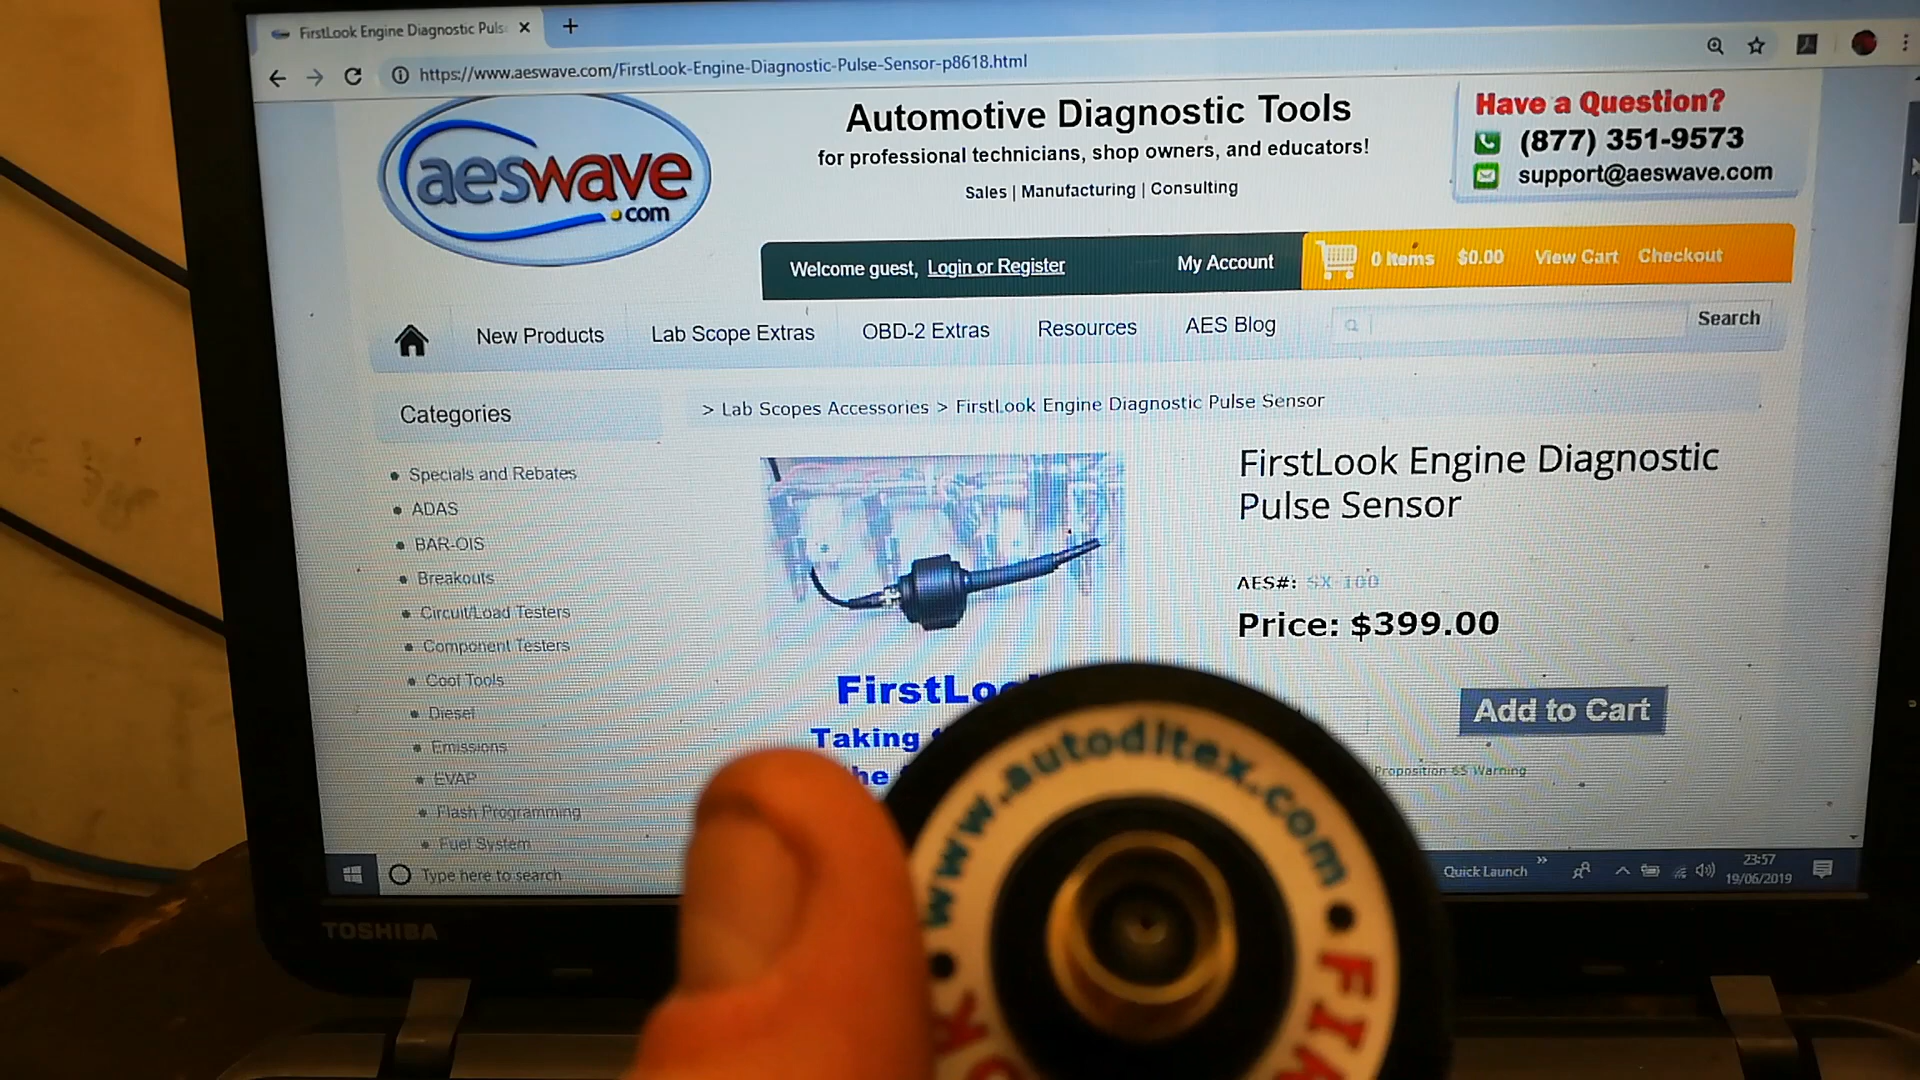 FirstLook Engine Diagnostic Puls
https://www.aeswave.com/FirstLook-Engine-Diagnostic-Pulse-Sensor-p8618.html
aeswave
.com
Automotive Diagnostic Tools
for professional technicians, shop owners, and educators!
Sales | Manufacturing | Consulting
Have a Question?
(877) 351-9573
support@aeswave.com
Welcome guest, Login or Register My Account
0 Items $0.00 View Cart Checkout
New Products Lab Scope Extras OBD-2 Extras Resources AES Blog Search
Categories
Specials and Rebates
ADAS
BAR-OIS
Breakouts
Circuit/Load Testers
Component Testers
Cool Tools
Diesel
Emissions
EVAP
Flash Programming
Fuel System
> Lab Scopes Accessories > FirstLook Engine Diagnostic Pulse Sensor
FirstLook Engine Diagnostic
Pulse Sensor
AES#: SX-100
Price: $399.00
Add to Cart
Proposition 65 Warning
FirstLo
Taking
he
• www.autoditex.com •
FI
OK
Type here to search
Quick Launch
23:57
19/06/2019
TOSHIBA